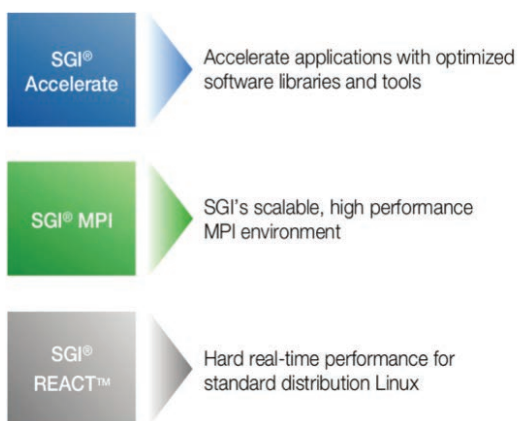 SGI®
Accelerate
Accelerate applications with optimized
software libraries and tools
SGI® MPI
SGI's scalable, high performance
MPI environment
SGI®
REACT™
Hard real-time performance for
standard distribution Linux